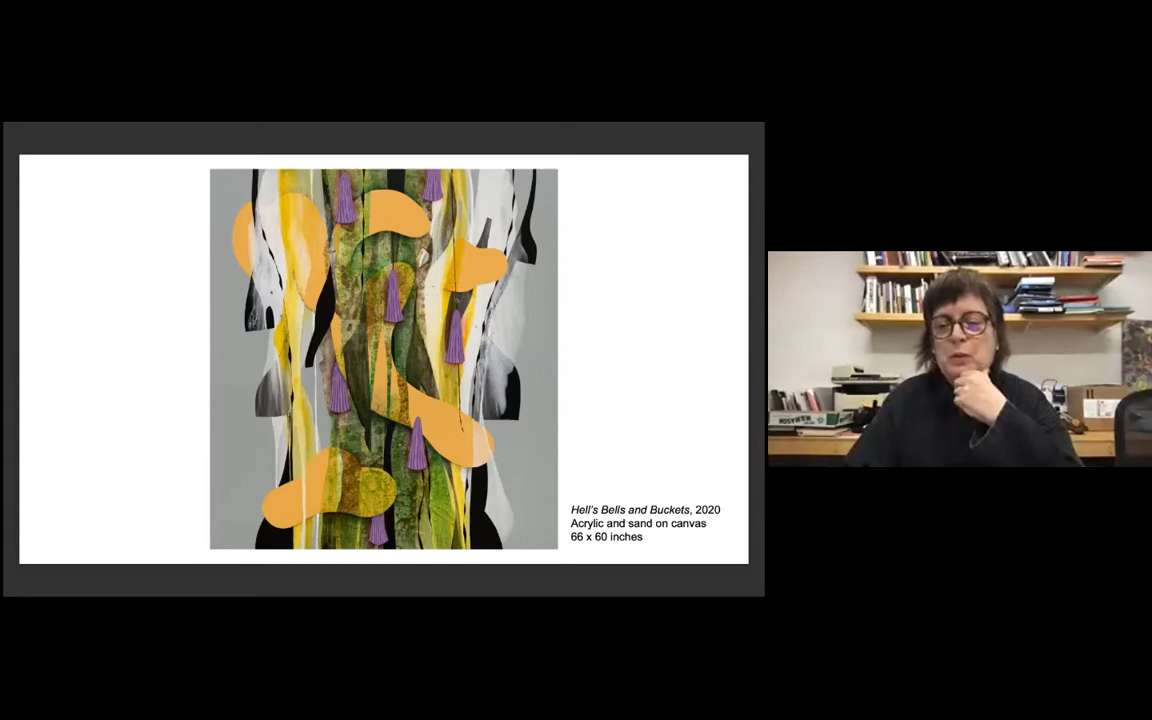 Hell's Bells and Buckets, 2020
Acrylic and sand on canvas
66 x 60 inches